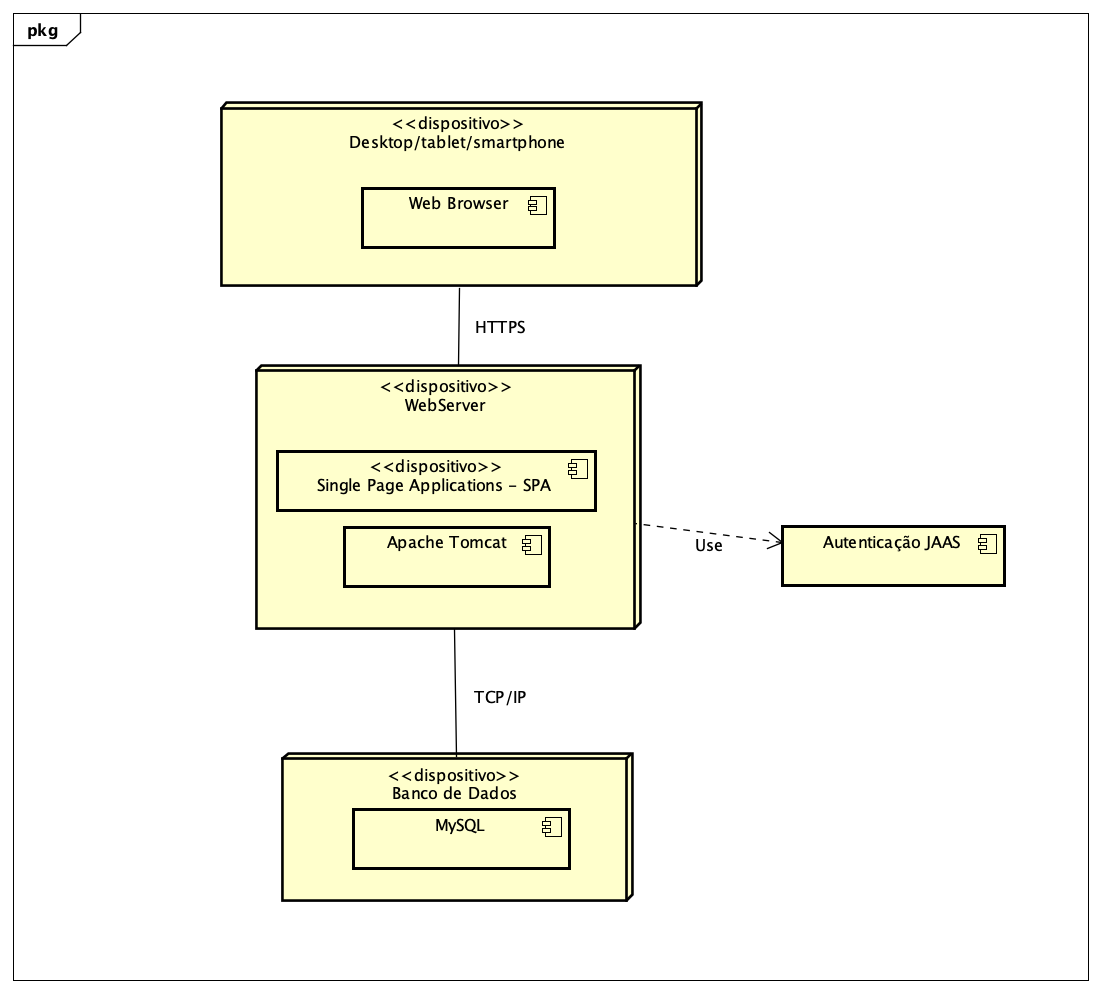 pkg
<<dispositivo>>
Desktop/tablet/smartphone
Web Browser
HTTPS
<<dispositivo>>
WebServer
<<dispositivo>>
Single Page Applications - SPA
Apache Tomcat
Use
Autenticação JAAS
TCP/IP
<<dispositivo>>
Banco de Dados
MySQL